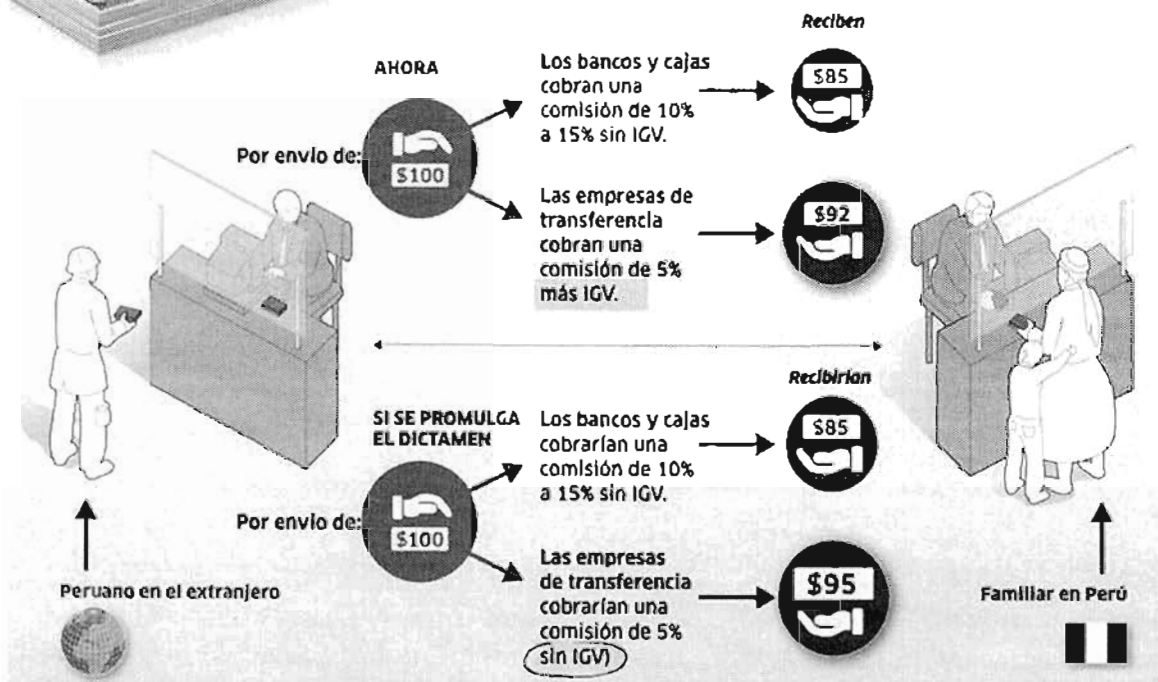 Reciben
AHORA
Por envío de:
$100
Los bancos y cajas
cobran una
comisión de 10%
a 15% sin IGV.
$85
Las empresas de
transferencia
cobran una
comisión de 5%
más IGV.
$92
Recibirían
SI SE PROMULGA
EL DICTAMEN
Por envío de:
$100
Los bancos y cajas
cobrarían una
comisión de 10%
a 15% sin IGV.
$85
Las empresas
de transferencia
cobrarían una
comisión de 5%
sin IGV)
$95
Peruano en el extranjero
Familiar en Perú